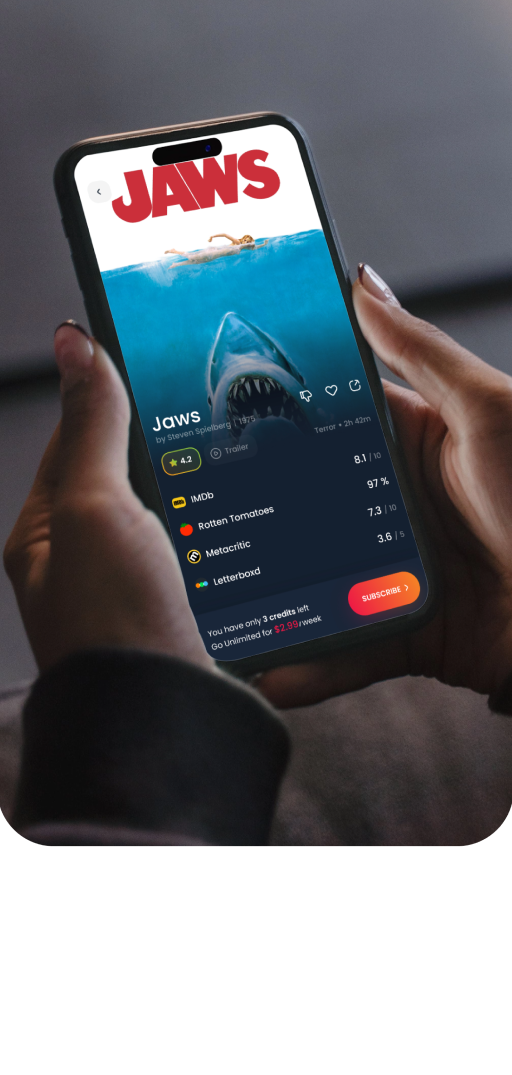 JAWS
Jaws
by Steven Spielberg | 1975
4.2
Trailer
Terror • 2h 42m
IMDb
8.1 / 10
Rotten Tomatoes
97 %
Metacritic
7.3 / 10
Letterboxd
3.6 / 5
You have only 3 credits left
Go Unlimited for $2.99/week
SUBSCRIBE